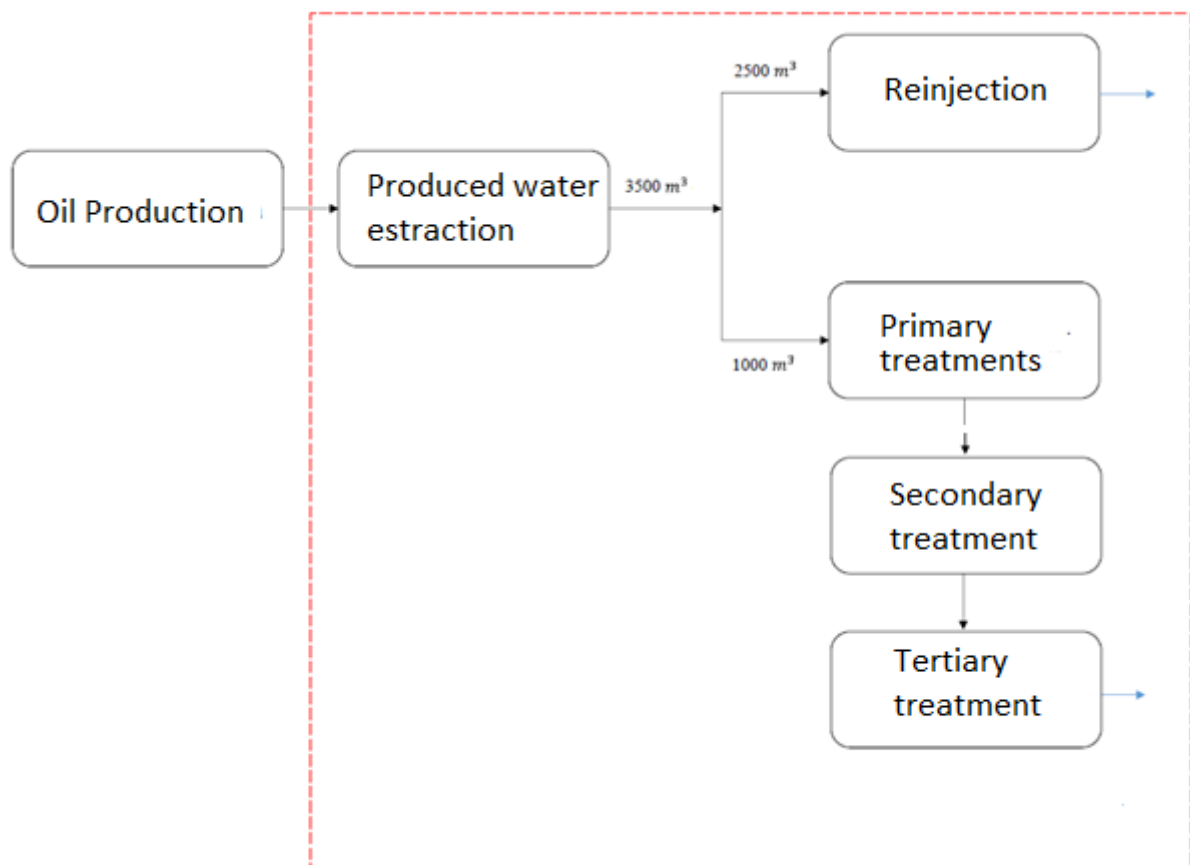 2500 m³
Reinjection
Oil Production
Produced water
estraction
3500 m³
Primary
treatments
1000 m³
Secondary
treatment
Tertiary
treatment